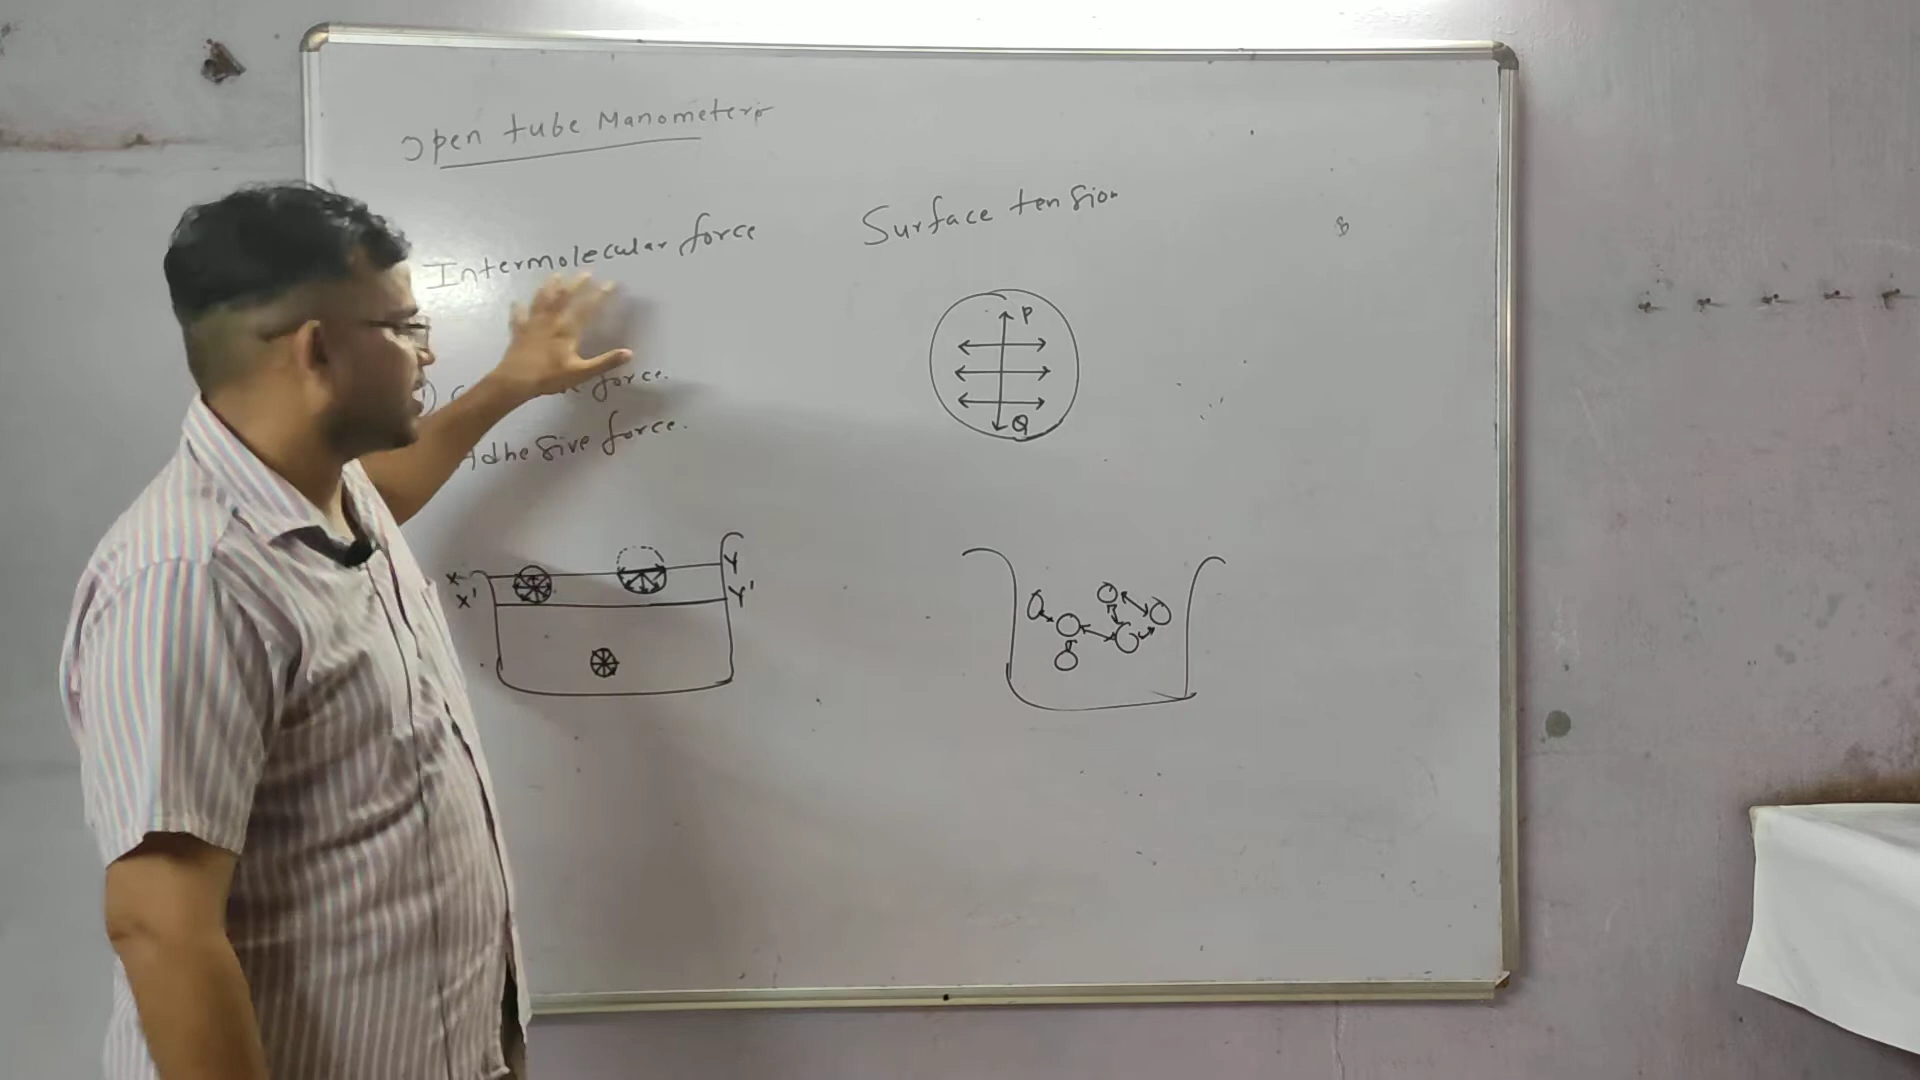 Open tube Manometer
Intermolecular force
Surface tension
P
Q
force.
Adhesive force.
X
Y
X'
Y'